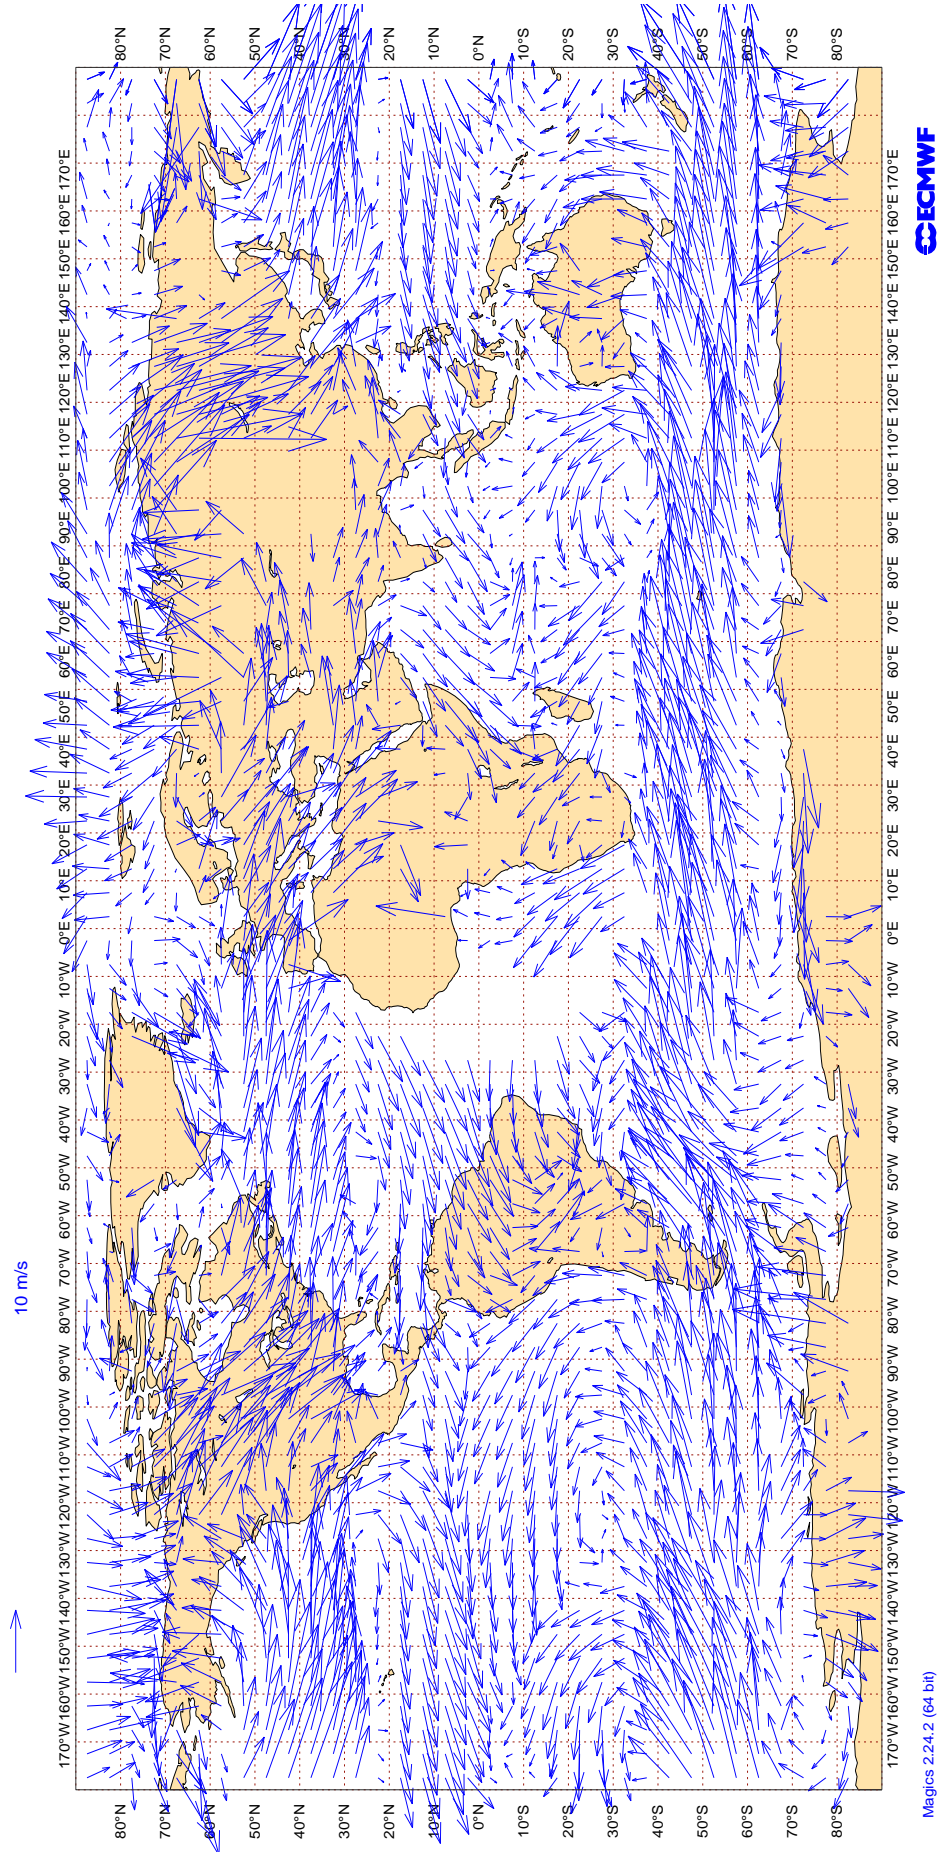 10 m/s
170°W 160°W 150°W 140°W 130°W 120°W 110°W 100°W 90°W 80°W 70°W 60°W 50°W 40°W 30°W 20°W 10°W 0°E 10°E 20°E 30°E 40°E 50°E 60°E 70°E 80°E 90°E 100°E 110°E 120°E 130°E 140°E 150°E 160°E 170°E
80°N 80°N
70°N 70°N
60°N 60°N
50°N 50°N
40°N 40°N
30°N 30°N
20°N 20°N
10°N 10°N
0°N 0°N
10°S 10°S
20°S 20°S
30°S 30°S
40°S 40°S
50°S 50°S
60°S 60°S
70°S 70°S
80°S 80°S
170°W 160°W 150°W 140°W 130°W 120°W 110°W 100°W 90°W 80°W 70°W 60°W 50°W 40°W 30°W 20°W 10°W 0°E 10°E 20°E 30°E 40°E 50°E 60°E 70°E 80°E 90°E 100°E 110°E 120°E 130°E 140°E 150°E 160°E 170°E
Magics 2.24.2 (64 bit)
ECMWF